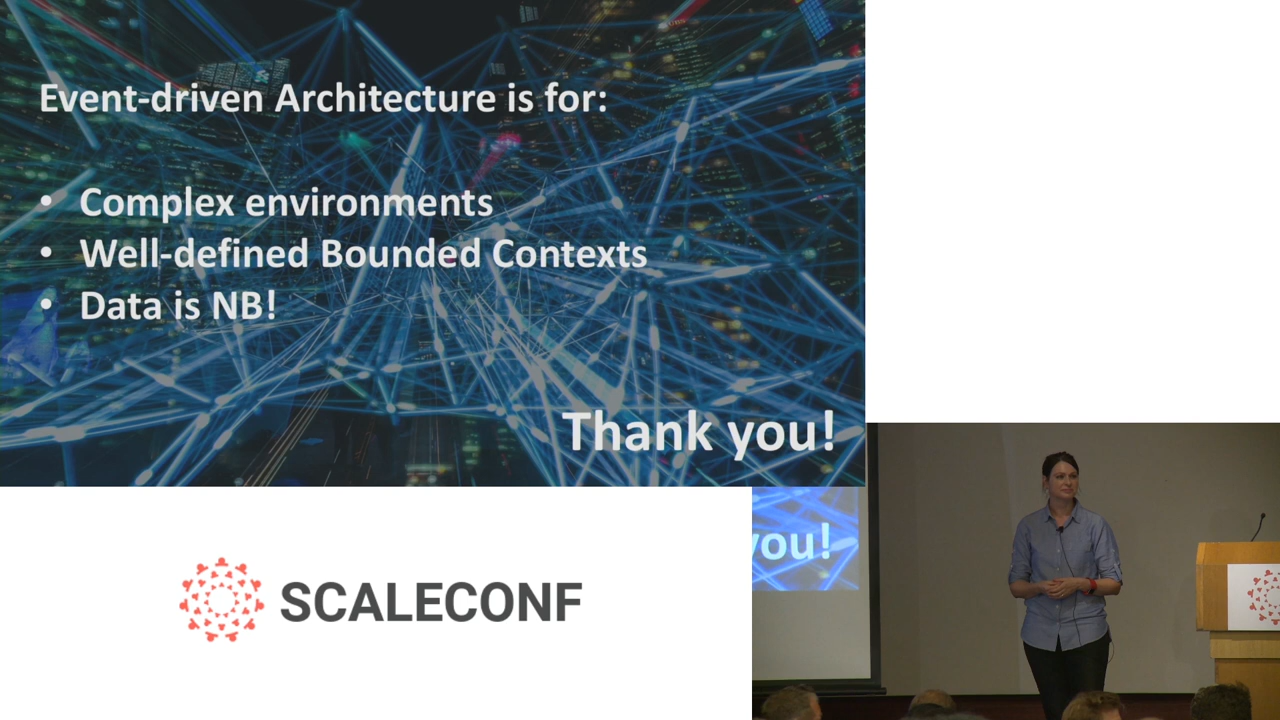 Event-driven Architecture is for:
• Complex environments
• Well-defined Bounded Contexts
• Data is NB!
Thank you!
you!
SCALECONF